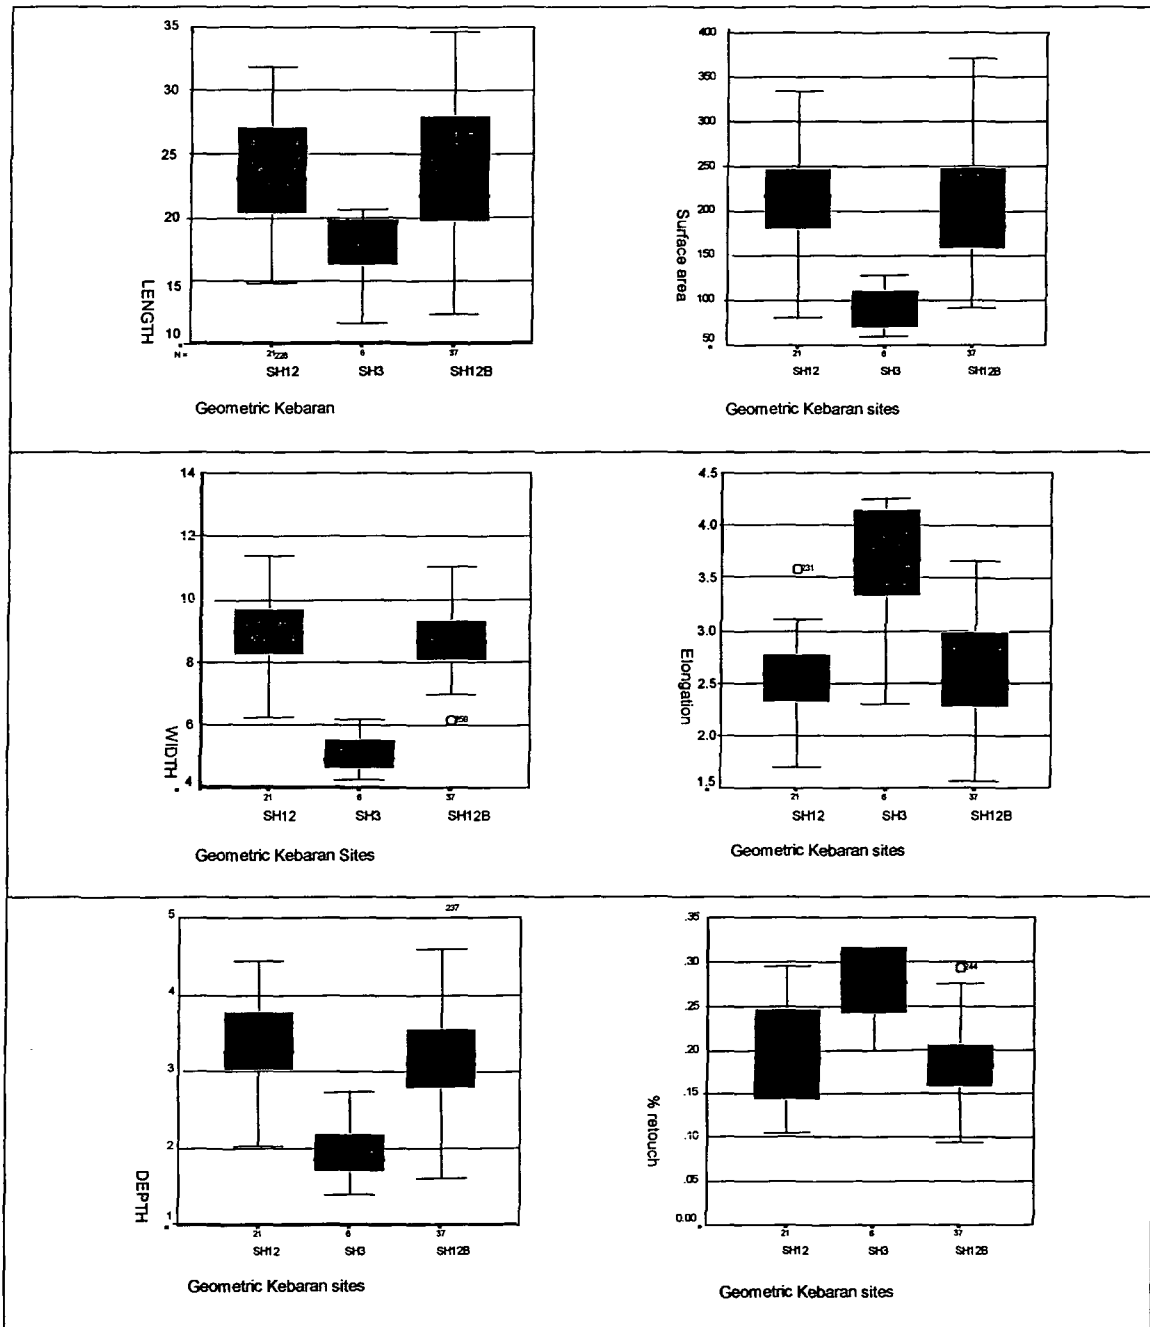 35
30
25
20
15
10
LENGTH
N =
21 228 6 37
SH12 SH3 SH12B
Geometric Kebaran
400
350
300
250
200
150
100
50
Surface area
21 6 37
SH12 SH3 SH12B
Geometric Kebaran sites
14
12
10
8
6
4
WIDTH
258
21 6 37
SH12 SH3 SH12B
Geometric Kebaran Sites
4.5
4.0
3.5
3.0
2.5
2.0
1.5
Elongation
231
21 6 37
SH12 SH3 SH12B
Geometric Kebaran sites
237
5
4
3
2
1
DEPTH
21 6 37
SH12 SH3 SH12B
Geometric Kebaran sites
.35
.30
.25
.20
.15
.10
.05
0.00
% retouch
244
21 6 37
SH12 SH3 SH12B
Geometric Kebaran sites